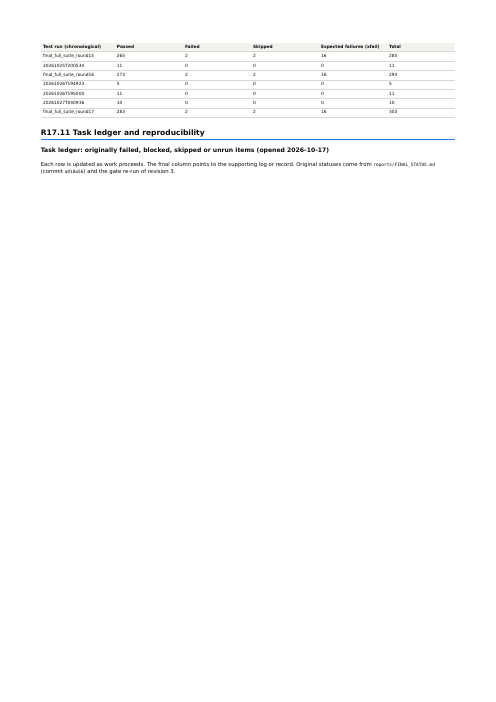 Test run (chronological) Passed Failed Skipped Expected failures (xfail) Total
final_full_suite_round15 265 2 2 16 285
20261025T200534 11 0 0 0 11
final_full_suite_round16 273 2 2 16 293
20261026T194923 5 0 0 0 5
20261026T195000 11 0 0 0 11
20261027T040936 10 0 0 0 10
final_full_suite_round17 283 2 2 16 303
R17.11 Task ledger and reproducibility
Task ledger: originally failed, blocked, skipped or unrun items (opened 2026-10-17)
Each row is updated as work proceeds. The final column points to the supporting log or record. Original statuses come from reports/FINAL_STATUS.md
(commit a918a56) and the gate re-run of revision 3.